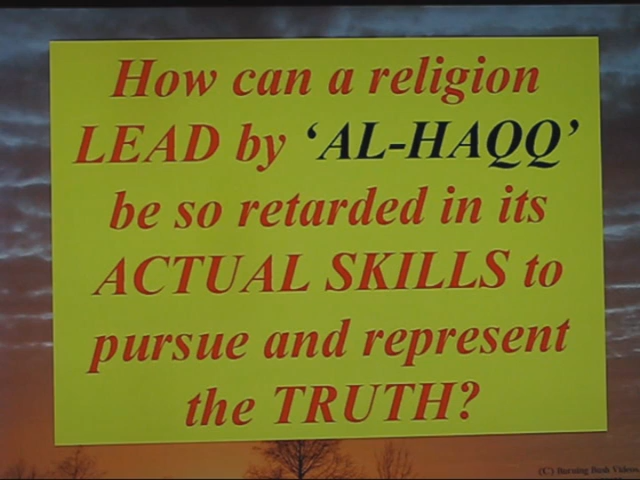 How can a religion
LEAD by ‘AL-HAQQ’
be so retarded in its
ACTUAL SKILLS to
pursue and represent
the TRUTH?
(C) Burning Bush Videos